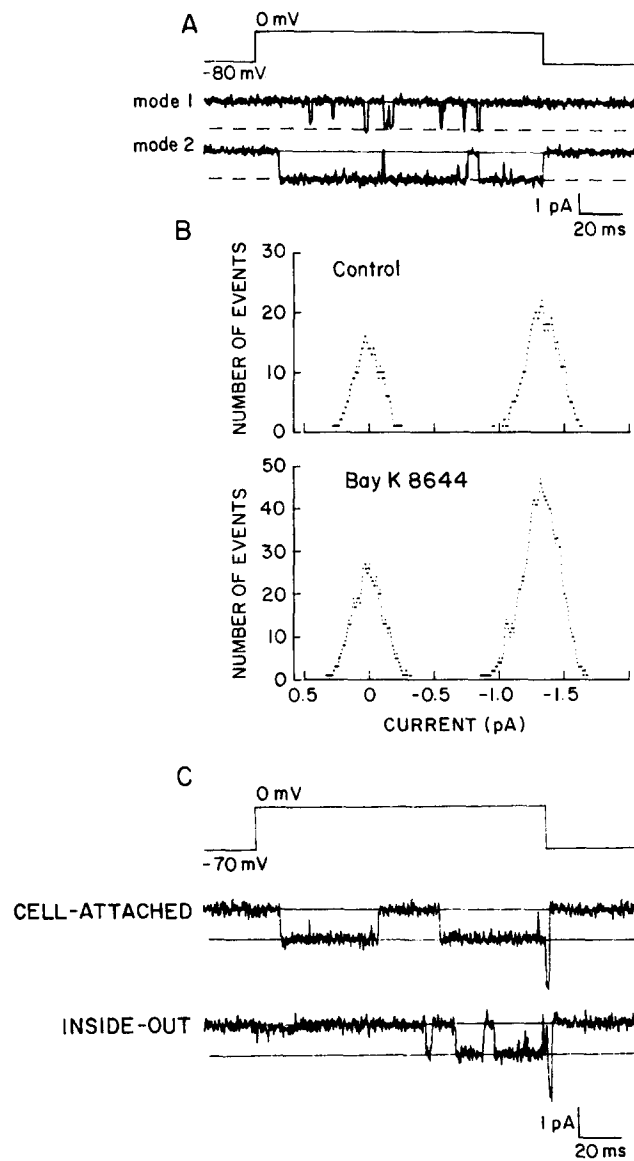 A
0 mV
-80 mV
mode 1
mode 2
1 pA
20 ms
B
NUMBER OF EVENTS
30
20
10
0
Control
NUMBER OF EVENTS
50
40
30
20
10
0
Bay K 8644
0.5 0 -0.5 -1.0 -1.5
CURRENT (pA)
C
0 mV
-70 mV
CELL-ATTACHED
INSIDE-OUT
1 pA
20 ms